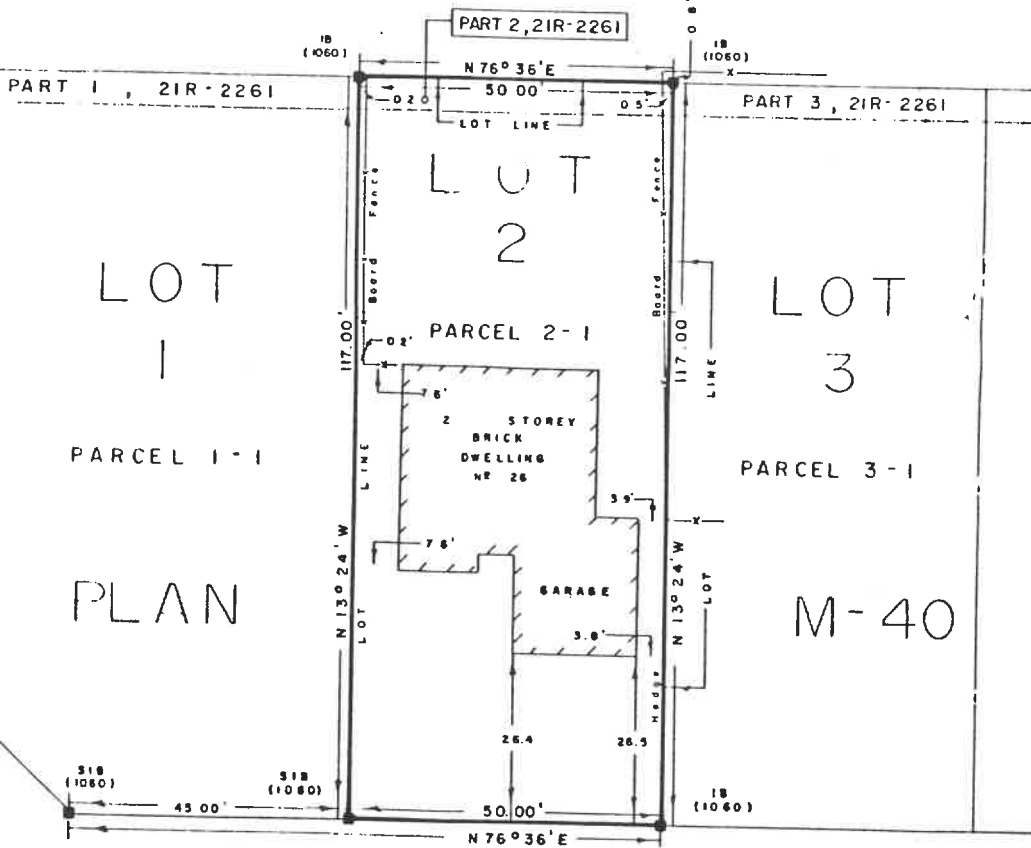 PART 2, 21R-2261
IB
(1060)
N 76° 36' E
IB
(1060)
PART 1 , 21R-2261
50.00'
0.2
0.5'
PART 3, 21R-2261
LOT LINE
LOT
2
Board Fence
Board Fence
LOT
1
LOT
3
117.00'
117.00
LINE
PARCEL 2-1
0.2'
7.6'
2 STOREY
BRICK
DWELLING
Nº 26
PARCEL 1-1
PARCEL 3-1
LOT LINE
3.9'
7.6'
N 13° 24' W
N 13° 24' W
LOT
GARAGE
PLAN
M-40
3.8'
Hedge
26.4
26.5
SIB
(1060)
SIB
(1060)
IB
(1060)
45.00'
50.00'
N 76° 36' E